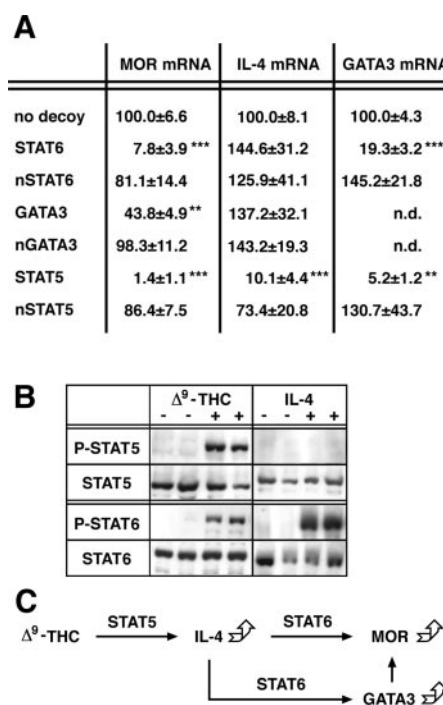 A
MOR mRNA IL-4 mRNA GATA3 mRNA
no decoy 100.0±6.6 100.0±8.1 100.0±4.3
STAT6 7.8±3.9 *** 144.6±31.2 19.3±3.2 ***
nSTAT6 81.1±14.4 125.9±41.1 145.2±21.8
GATA3 43.8±4.9 ** 137.2±32.1 n.d.
nGATA3 98.3±11.2 143.2±19.3 n.d.
STAT5 1.4±1.1 *** 10.1±4.4 *** 5.2±1.2 **
nSTAT5 86.4±7.5 73.4±20.8 130.7±43.7
B
Δ9-THC IL-4
- - + + - - + +
P-STAT5
STAT5
P-STAT6
STAT6
C
STAT5 STAT6
Δ9-THC IL-4 MOR
STAT6
GATA3